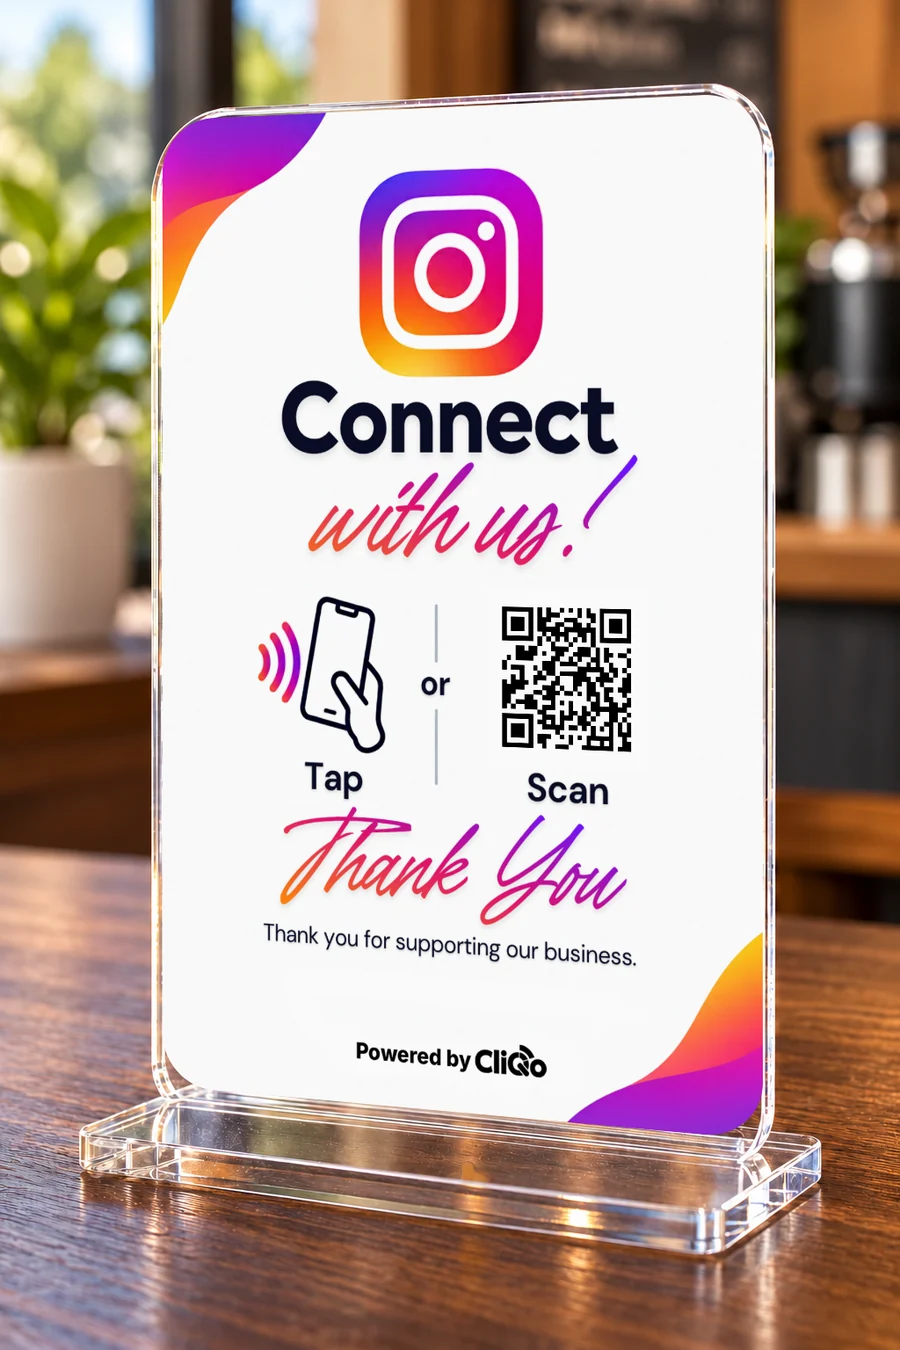 Connect
with us!
or
Tap
Scan
Thank You
Thank you for supporting our business.
Powered by CliQo